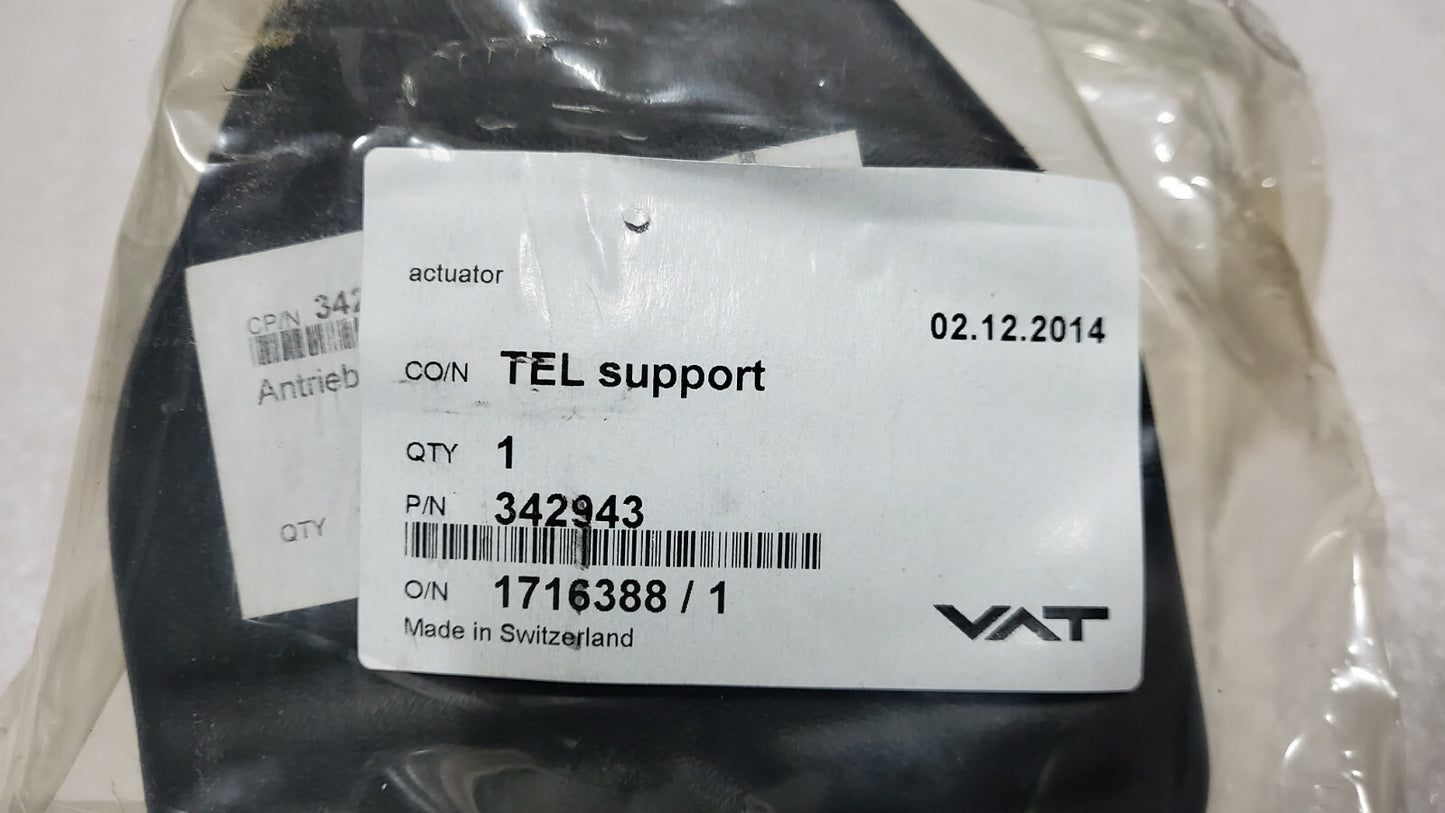 actuator
02.12.2014
CO/N TEL support
QTY 1
P/N 342943
O/N 1716388 / 1
Made in Switzerland
VAT
CP/N 342
Antrieb
QTY